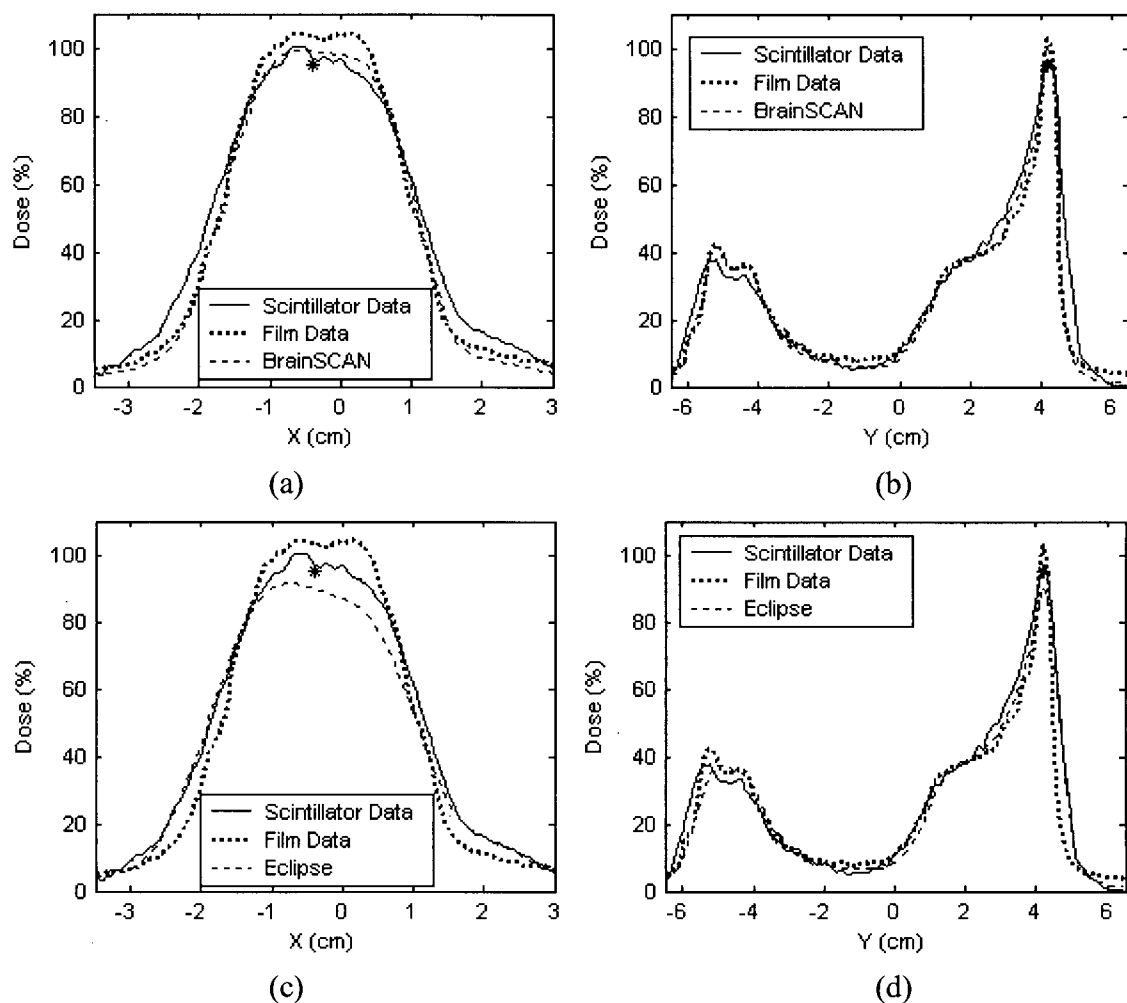 100
80
60
40
20
0
Dose (%)
Scintillator Data
Film Data
BrainSCAN
-3 -2 -1 0 1 2 3
X (cm)
(a)
100
80
60
40
20
0
Dose (%)
Scintillator Data
Film Data
BrainSCAN
-6 -4 -2 0 2 4 6
Y (cm)
(b)
100
80
60
40
20
0
Dose (%)
Scintillator Data
Film Data
Eclipse
-3 -2 -1 0 1 2 3
X (cm)
(c)
100
80
60
40
20
0
Dose (%)
Scintillator Data
Film Data
Eclipse
-6 -4 -2 0 2 4 6
Y (cm)
(d)